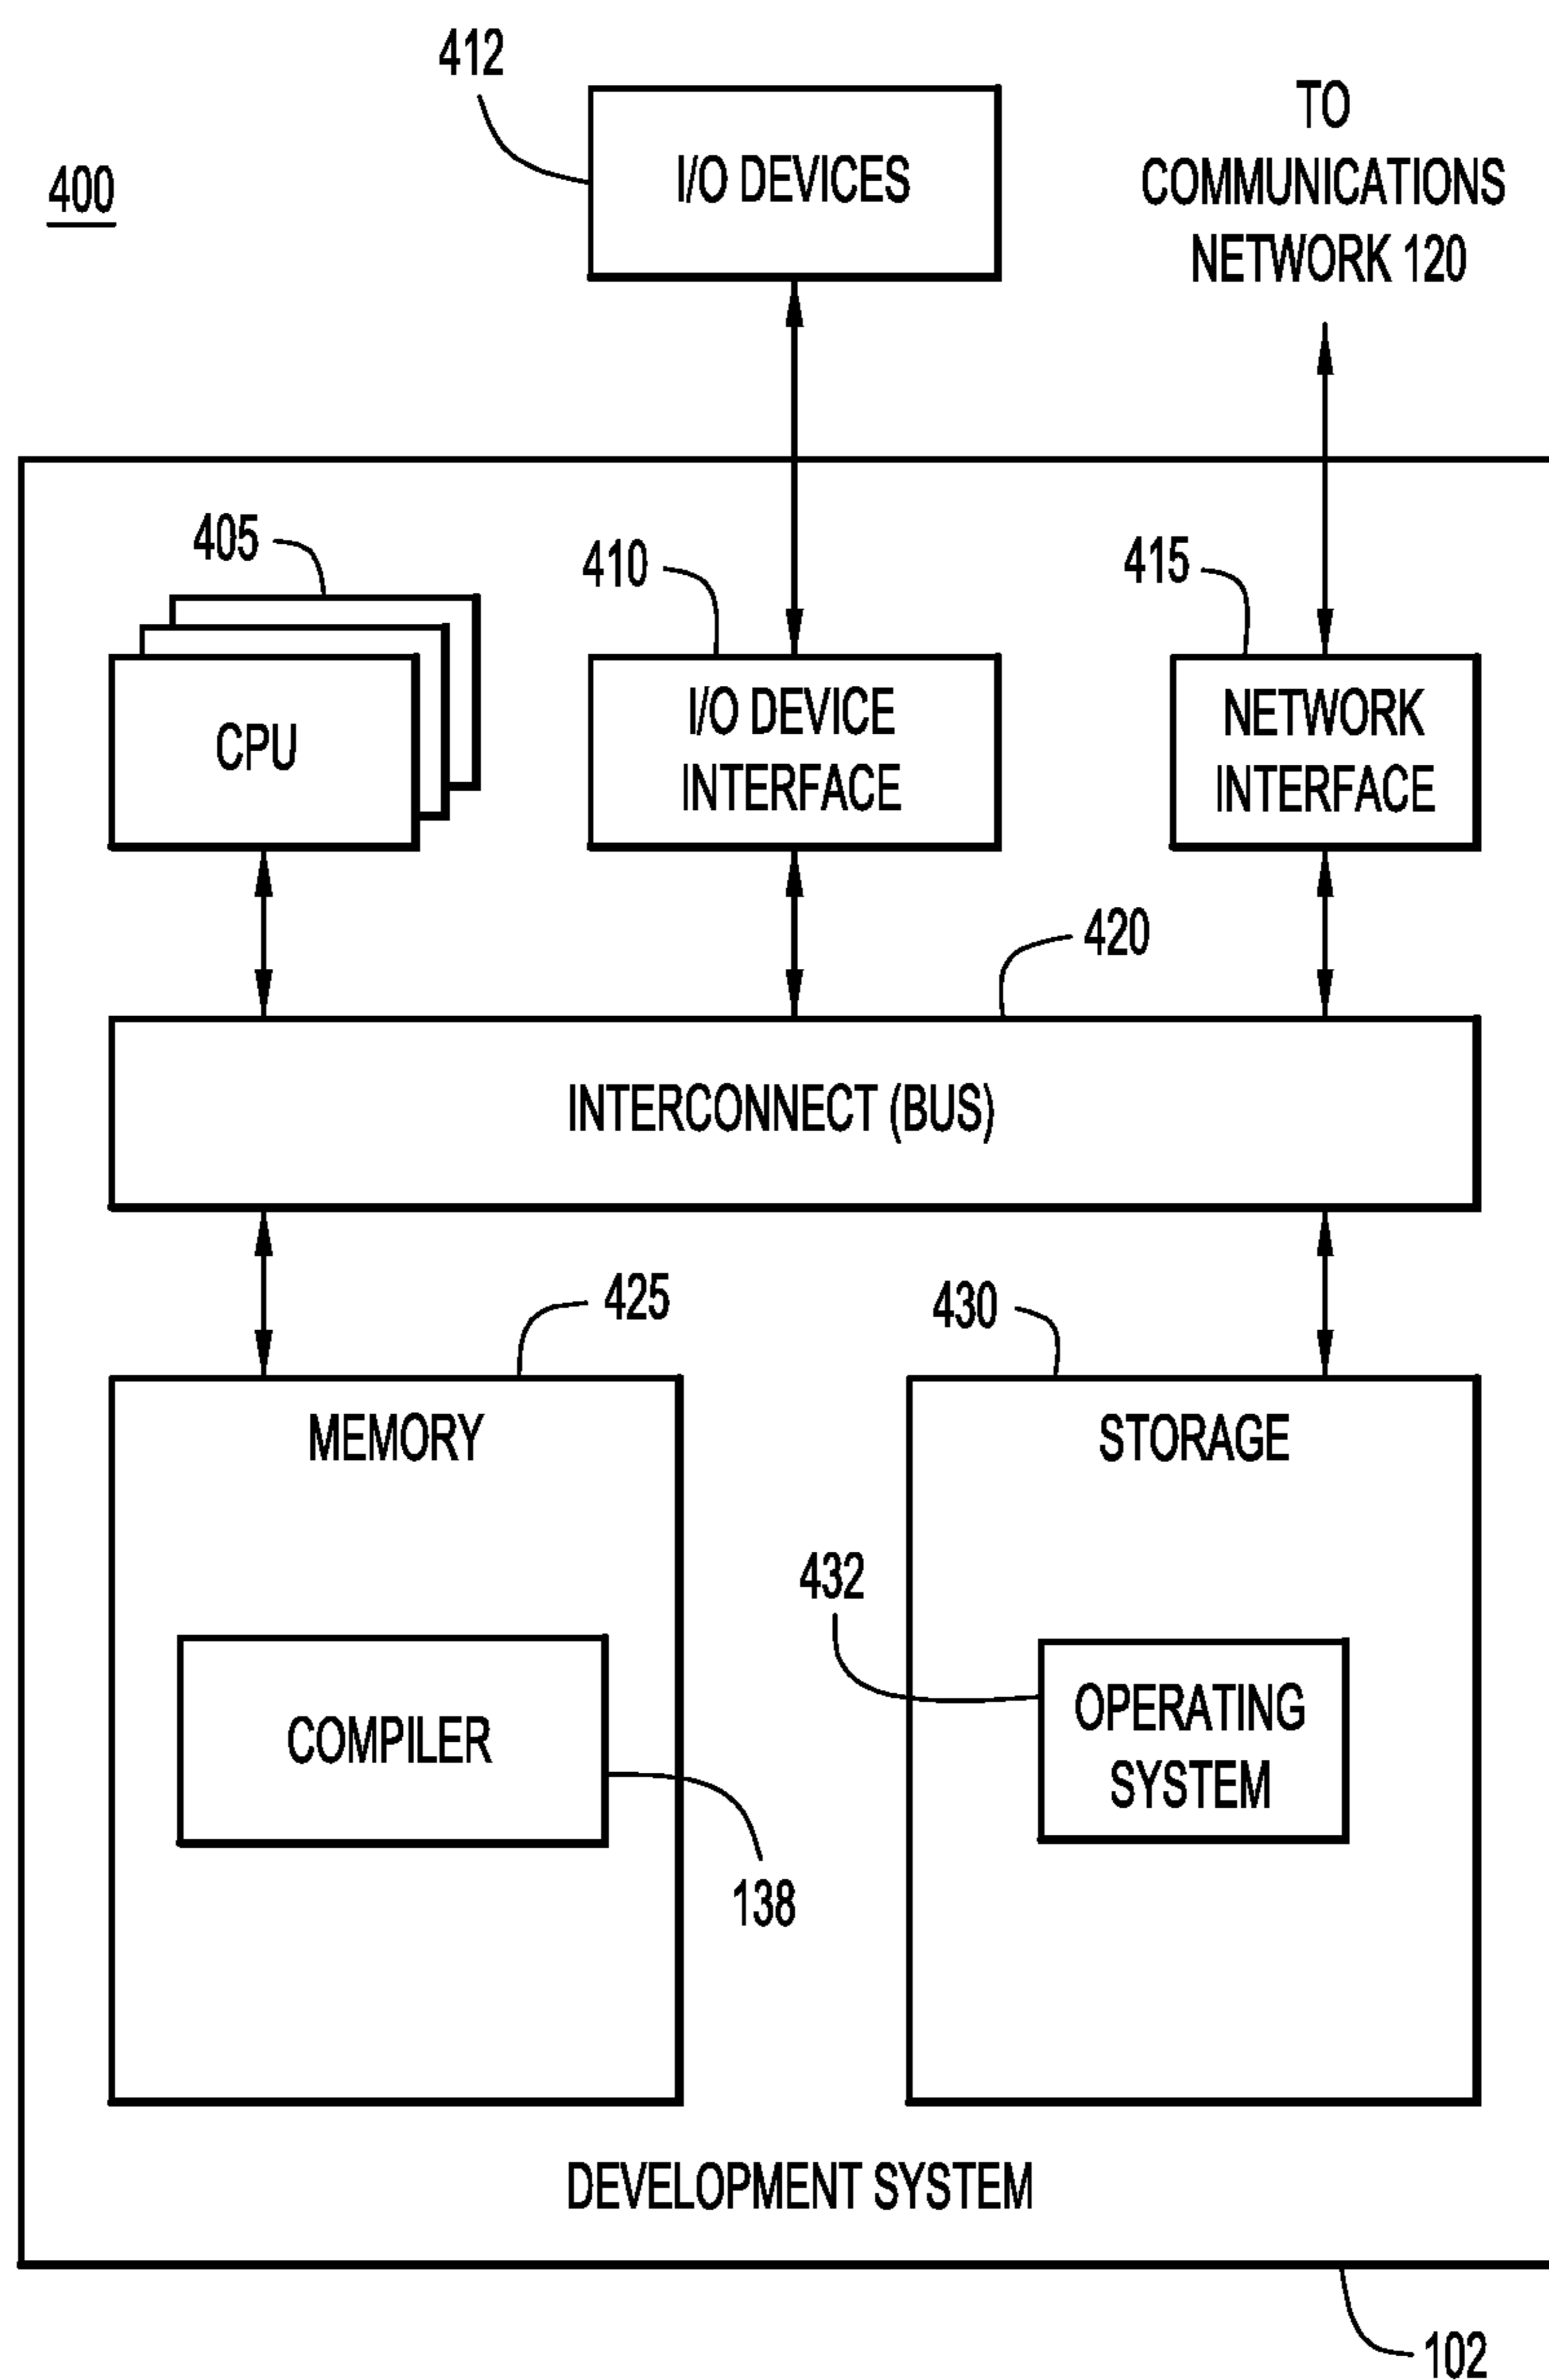 412
I/O DEVICES
TO
COMMUNICATIONS
NETWORK 120
400
405
410
415
CPU
I/O DEVICE
INTERFACE
NETWORK
INTERFACE
420
INTERCONNECT (BUS)
425
430
MEMORY
STORAGE
432
COMPILER
OPERATING
SYSTEM
138
DEVELOPMENT SYSTEM
102